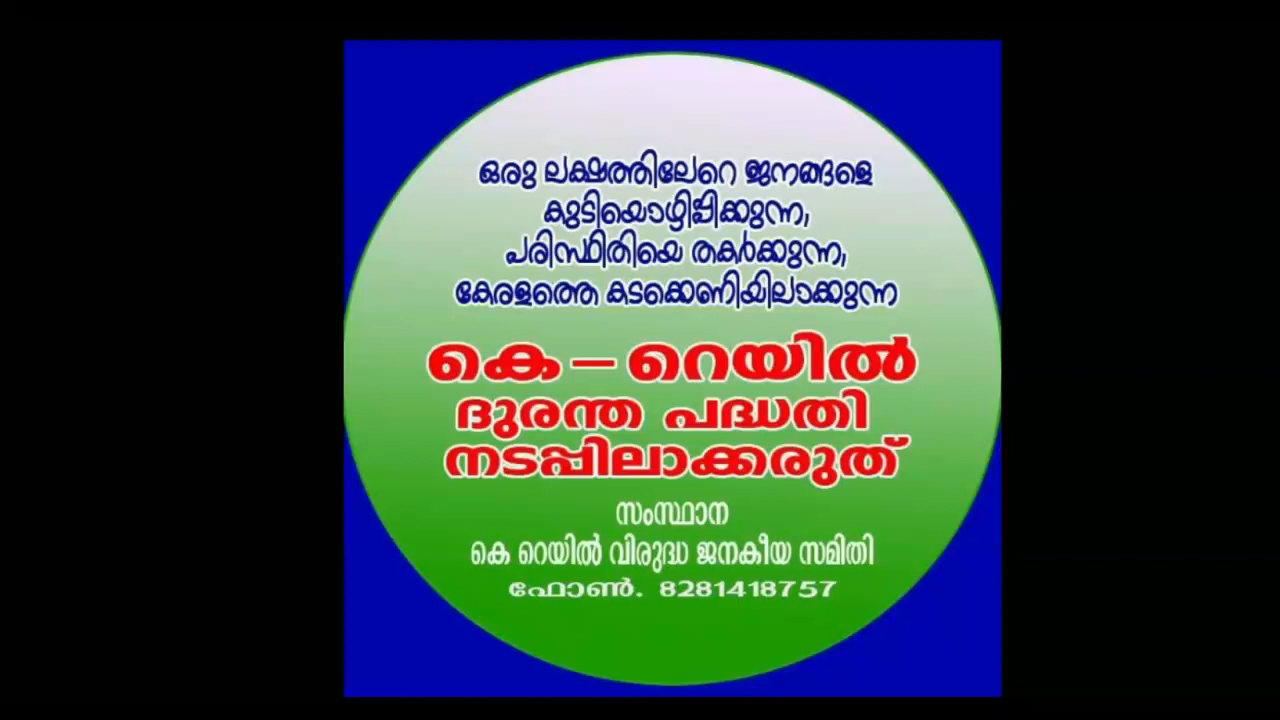 ഒരു ലക്ഷത്തിലേറെ ജനങ്ങളെ
കുടിയൊഴിപ്പിക്കുന്ന,
പരിസ്ഥിതിയെ തകർക്കുന്ന,
കേരളത്തെ കടക്കെണിയിലാക്കുന്ന
കെ – റെയിൽ
ദുരന്ത പദ്ധതി
നടപ്പിലാക്കരുത്
സംസ്ഥാന
കെ റെയിൽ വിരുദ്ധ ജനകീയ സമിതി
ഫോൺ. 8281418757